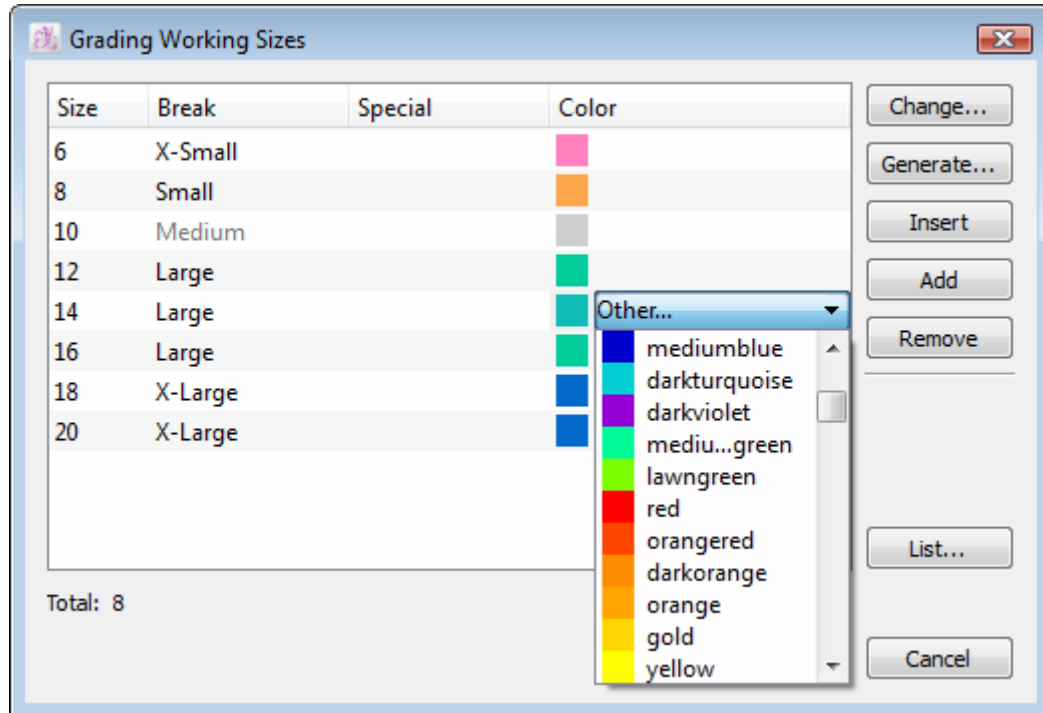 Grading Working Sizes
Size Break Special Color
6 X-Small
8 Small
10 Medium
12 Large
14 Large
16 Large
18 X-Large
20 X-Large
Other...
mediumblue
darkturquoise
darkviolet
mediu...green
lawngreen
red
orangered
darkorange
orange
gold
yellow
Total: 8
Change...
Generate...
Insert
Add
Remove
List...
Cancel